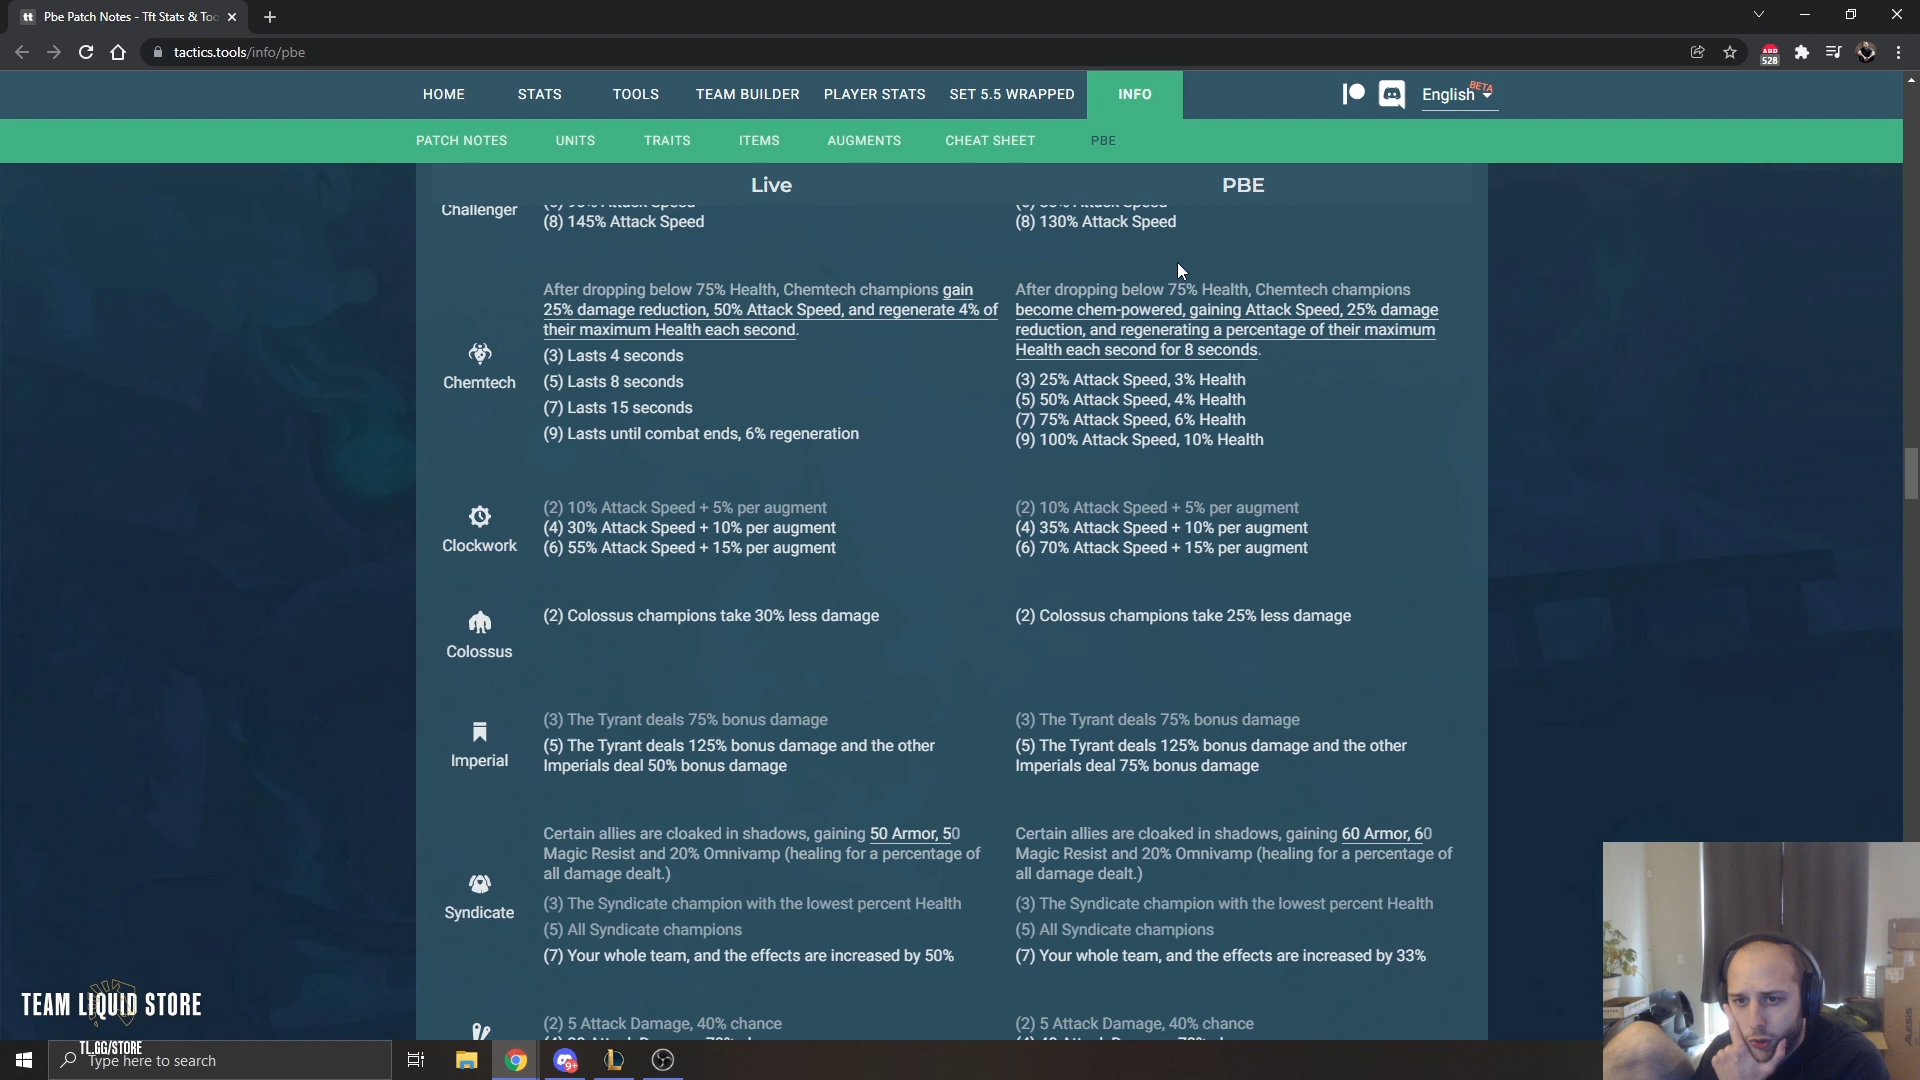 Pbe Patch Notes - Tft Stats & Too
tactics.tools/info/pbe
ABP
528
HOME STATS TOOLS TEAM BUILDER PLAYER STATS SET 5.5 WRAPPED INFO English BETA
PATCH NOTES UNITS TRAITS ITEMS AUGMENTS CHEAT SHEET PBE
Live PBE
Challenger
(8) 145% Attack Speed
(8) 130% Attack Speed
Chemtech
After dropping below 75% Health, Chemtech champions gain
25% damage reduction, 50% Attack Speed, and regenerate 4% of
their maximum Health each second.
(3) Lasts 4 seconds
(5) Lasts 8 seconds
(7) Lasts 15 seconds
(9) Lasts until combat ends, 6% regeneration
After dropping below 75% Health, Chemtech champions
become chem-powered, gaining Attack Speed, 25% damage
reduction, and regenerating a percentage of their maximum
Health each second for 8 seconds.
(3) 25% Attack Speed, 3% Health
(5) 50% Attack Speed, 4% Health
(7) 75% Attack Speed, 6% Health
(9) 100% Attack Speed, 10% Health
Clockwork
(2) 10% Attack Speed + 5% per augment
(4) 30% Attack Speed + 10% per augment
(6) 55% Attack Speed + 15% per augment
(2) 10% Attack Speed + 5% per augment
(4) 35% Attack Speed + 10% per augment
(6) 70% Attack Speed + 15% per augment
Colossus
(2) Colossus champions take 30% less damage
(2) Colossus champions take 25% less damage
Imperial
(3) The Tyrant deals 75% bonus damage
(5) The Tyrant deals 125% bonus damage and the other
Imperials deal 50% bonus damage
(3) The Tyrant deals 75% bonus damage
(5) The Tyrant deals 125% bonus damage and the other
Imperials deal 75% bonus damage
Syndicate
Certain allies are cloaked in shadows, gaining 50 Armor, 50
Magic Resist and 20% Omnivamp (healing for a percentage of
all damage dealt.)
(3) The Syndicate champion with the lowest percent Health
(5) All Syndicate champions
(7) Your whole team, and the effects are increased by 50%
Certain allies are cloaked in shadows, gaining 60 Armor, 60
Magic Resist and 20% Omnivamp (healing for a percentage of
all damage dealt.)
(3) The Syndicate champion with the lowest percent Health
(5) All Syndicate champions
(7) Your whole team, and the effects are increased by 33%
(2) 5 Attack Damage, 40% chance
(2) 5 Attack Damage, 40% chance
TEAM LIQUID STORE
TL.GG/STORE
Type here to search
9+